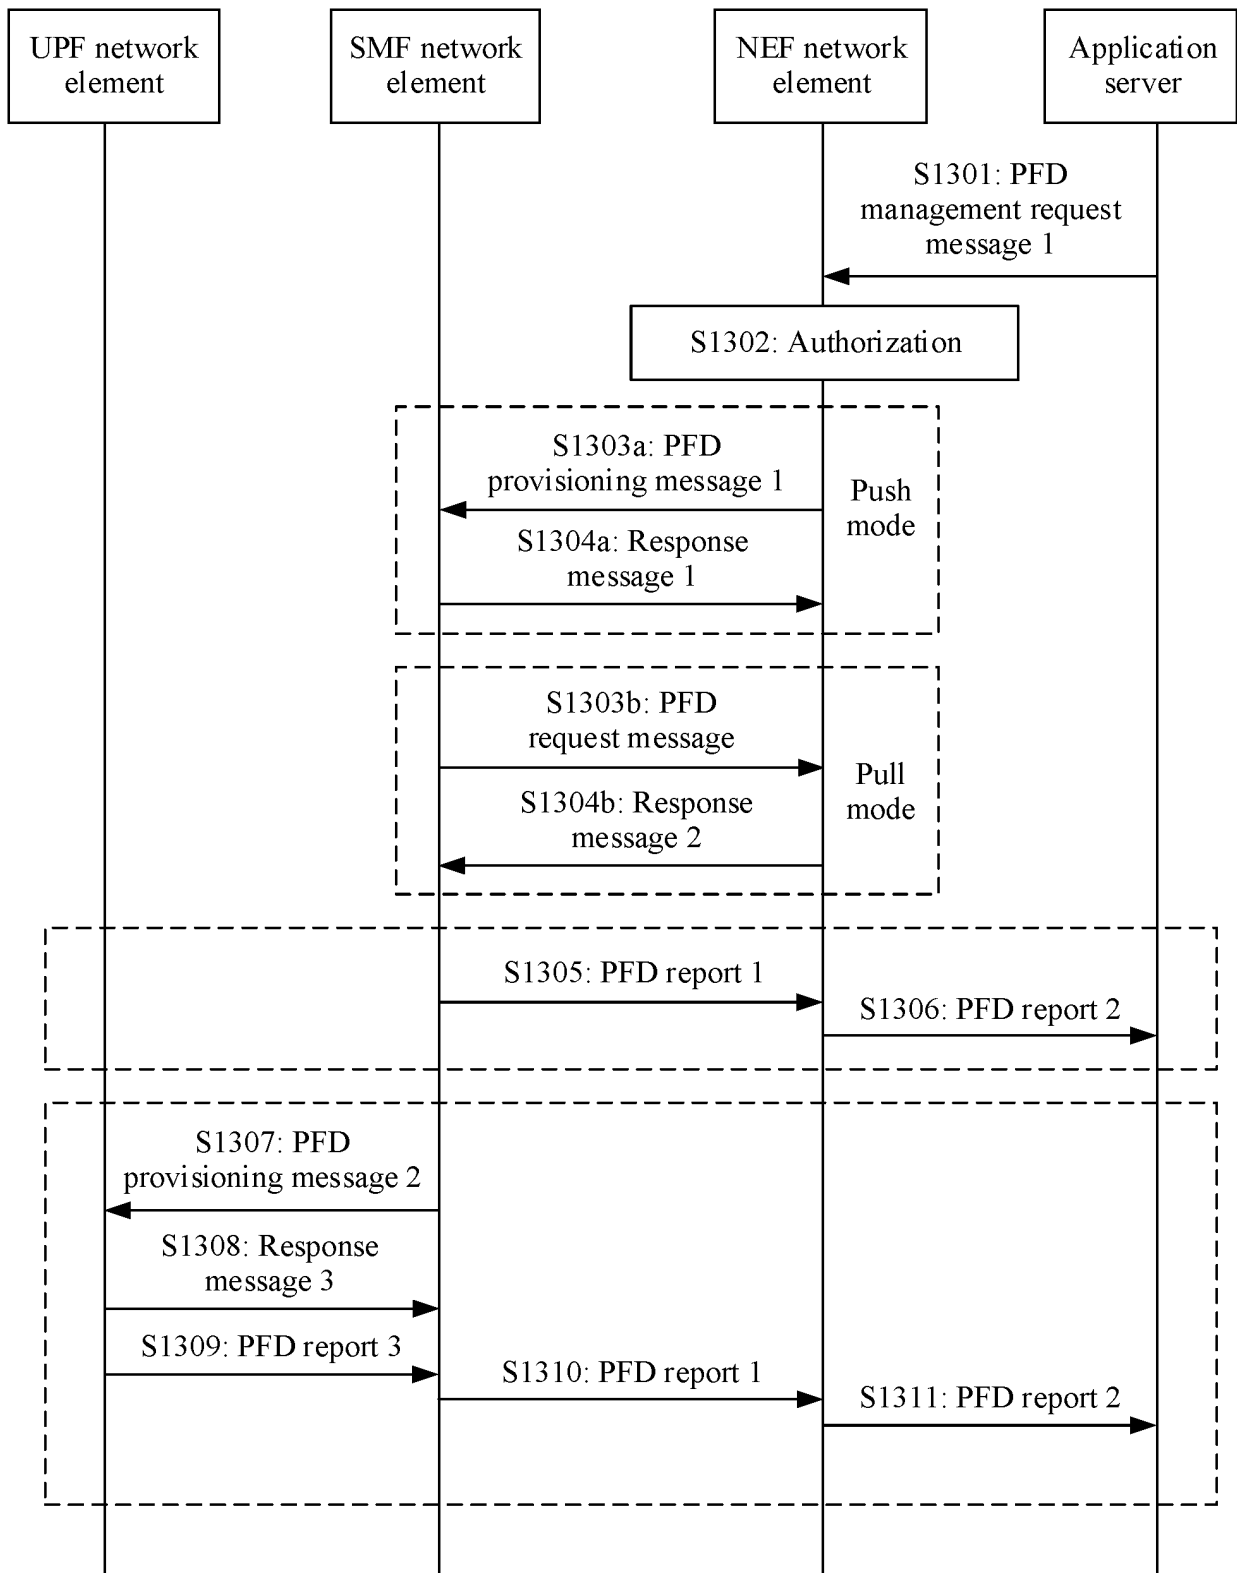 UPF network
element
SMF network
element
NEF network
element
Application
server
S1301: PFD
management request
message 1
S1302: Authorization
S1303a: PFD
provisioning message 1
S1304a: Response
message 1
Push
mode
S1303b: PFD
request message
S1304b: Response
message 2
Pull
mode
S1305: PFD report 1
S1306: PFD report 2
S1307: PFD
provisioning message 2
S1308: Response
message 3
S1309: PFD report 3
S1310: PFD report 1
S1311: PFD report 2